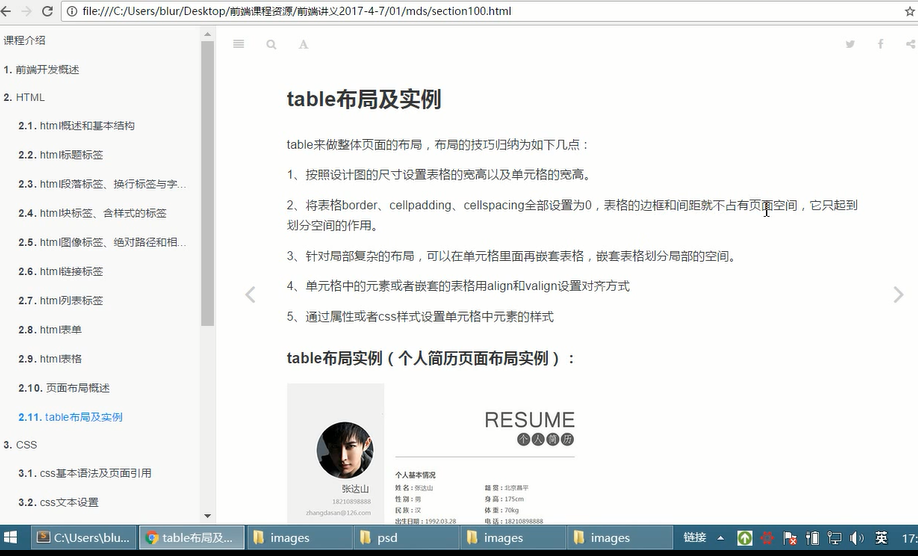 file:///C:/Users/blur/Desktop/前端课程资源/前端讲义2017-4-7/01/mds/section100.html
课程介绍
1. 前端开发概述
2. HTML
2.1. html概述和基本结构
2.2. html标题标签
2.3. html段落标签、换行标签与字...
2.4. html块标签、含样式的标签
2.5. html图像标签、绝对路径和相...
2.6. html链接标签
2.7. html列表标签
2.8. html表单
2.9. html表格
2.10. 页面布局概述
2.11. table布局及实例
3. CSS
3.1. css基本语法及页面引用
3.2. css文本设置
A
table布局及实例
table来做整体页面的布局，布局的技巧归纳为如下几点：
1、按照设计图的尺寸设置表格的宽高以及单元格的宽高。
2、将表格border、cellpadding、cellspacing全部设置为0，表格的边框和间距就不占有页面空间，它只起到
划分空间的作用。
3、针对局部复杂的布局，可以在单元格里面再嵌套表格，嵌套表格划分局部的空间。
4、单元格中的元素或者嵌套的表格用align和valign设置对齐方式
5、通过属性或者css样式设置单元格中元素的样式
table布局实例（个人简历页面布局实例）：
RESUME
个人简历
张达山
18210898888
zhangdasan@126.com
个人基本情况
姓 名：张达山 籍 贯：北京昌平
性 别：男 身 高：175cm
民 族：汉 体 重：70kg
出生日期：1992.03.28 电 话：18210898888
C:\Users\blu...
table布局及...
images
psd
images
images
链接
英
17: